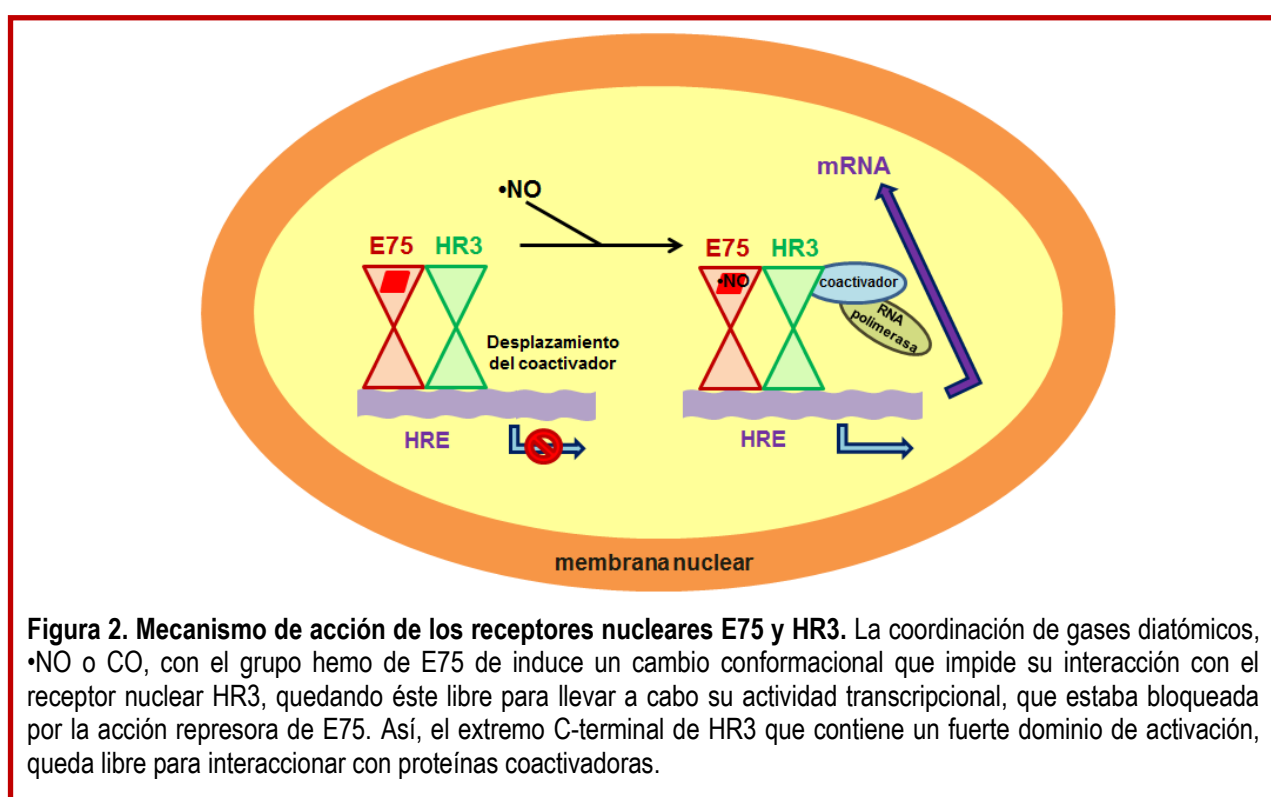 mRNA
•NO
E75 HR3
E75 HR3
•NO
coactivador
RNA
polimerasa
Desplazamiento
del coactivador
HRE
HRE
membrana nuclear
Figura 2. Mecanismo de acción de los receptores nucleares E75 y HR3. La coordinación de gases diatómicos,
•NO o CO, con el grupo hemo de E75 de induce un cambio conformacional que impide su interacción con el
receptor nuclear HR3, quedando éste libre para llevar a cabo su actividad transcripcional, que estaba bloqueada
por la acción represora de E75. Así, el extremo C-terminal de HR3 que contiene un fuerte dominio de activación,
queda libre para interaccionar con proteínas coactivadoras.